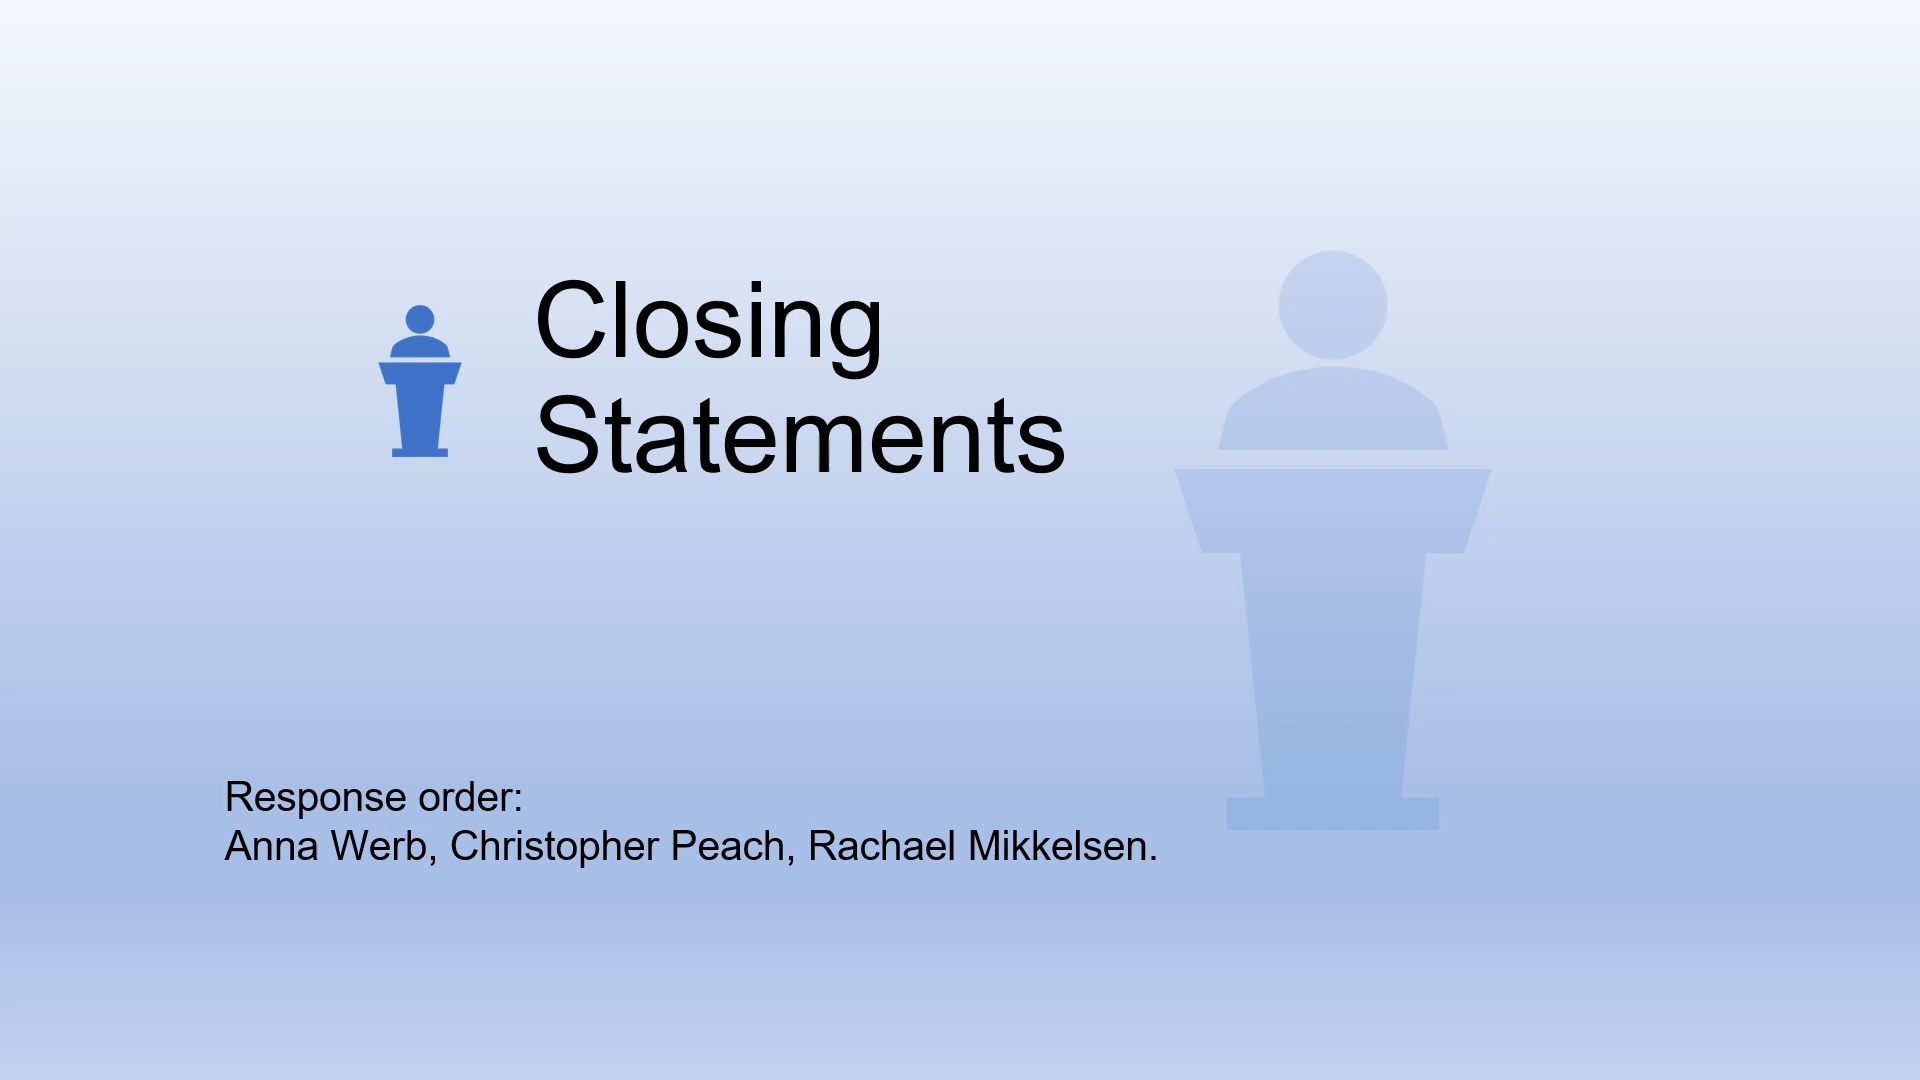 Closing
Statements
Response order:
Anna Werb, Christopher Peach, Rachael Mikkelsen.